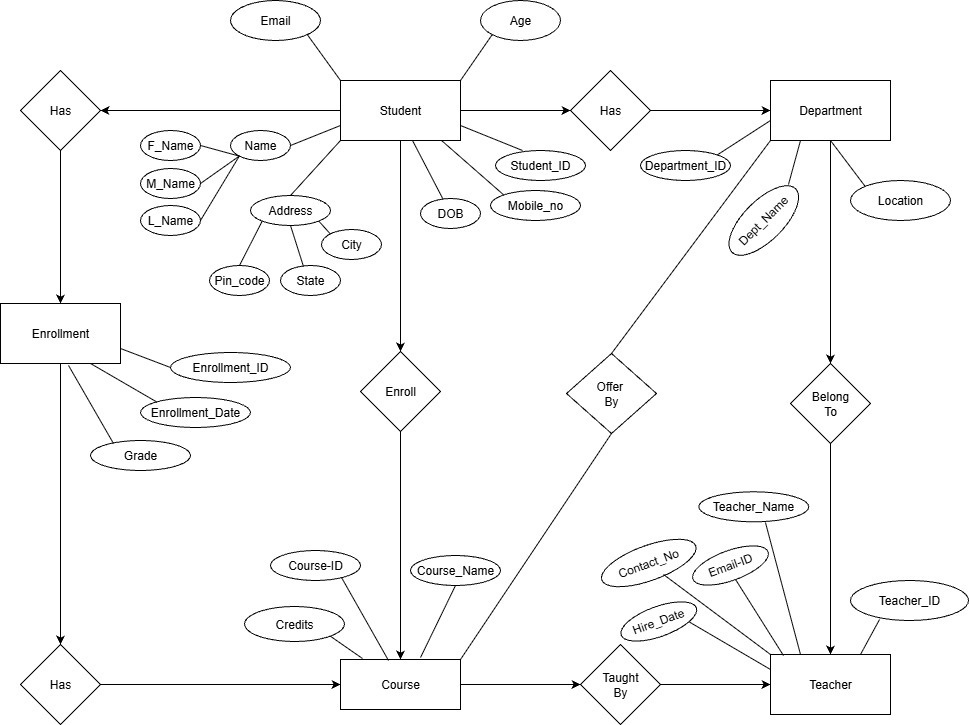 Email
Age
Has
Student
Has
Department
F_Name
Name
M_Name
L_Name
Student_ID
Department_ID
Address
DOB
Mobile_no
Dept_Name
Location
City
Pin_code
State
Enrollment
Enrollment_ID
Enrollment_Date
Grade
Enroll
Offer
By
Belong
To
Teacher_Name
Course-ID
Course_Name
Contact_No
Email-ID
Teacher_ID
Credits
Hire_Date
Has
Course
Taught
By
Teacher